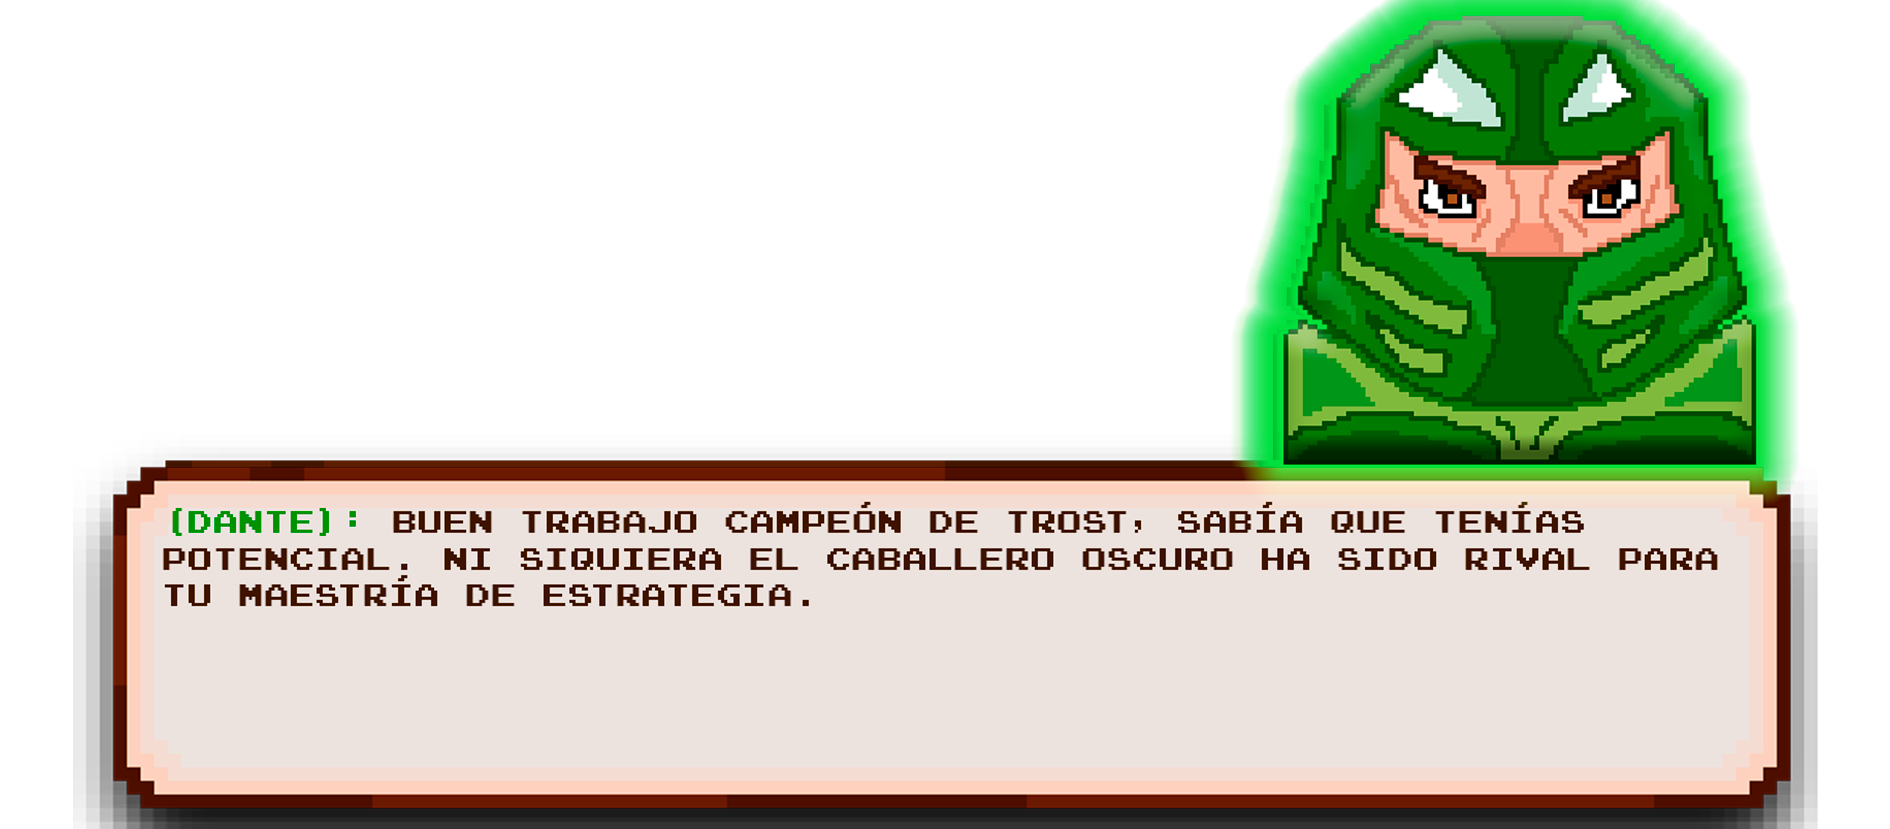 (DANTE): BUEN TRABAJO CAMPEÓN DE TROST, SABÍA QUE TENÍAS
POTENCIAL. NI SIQUIERA EL CABALLERO OSCURO HA SIDO RIVAL PARA
TU MAESTRÍA DE ESTRATEGIA.